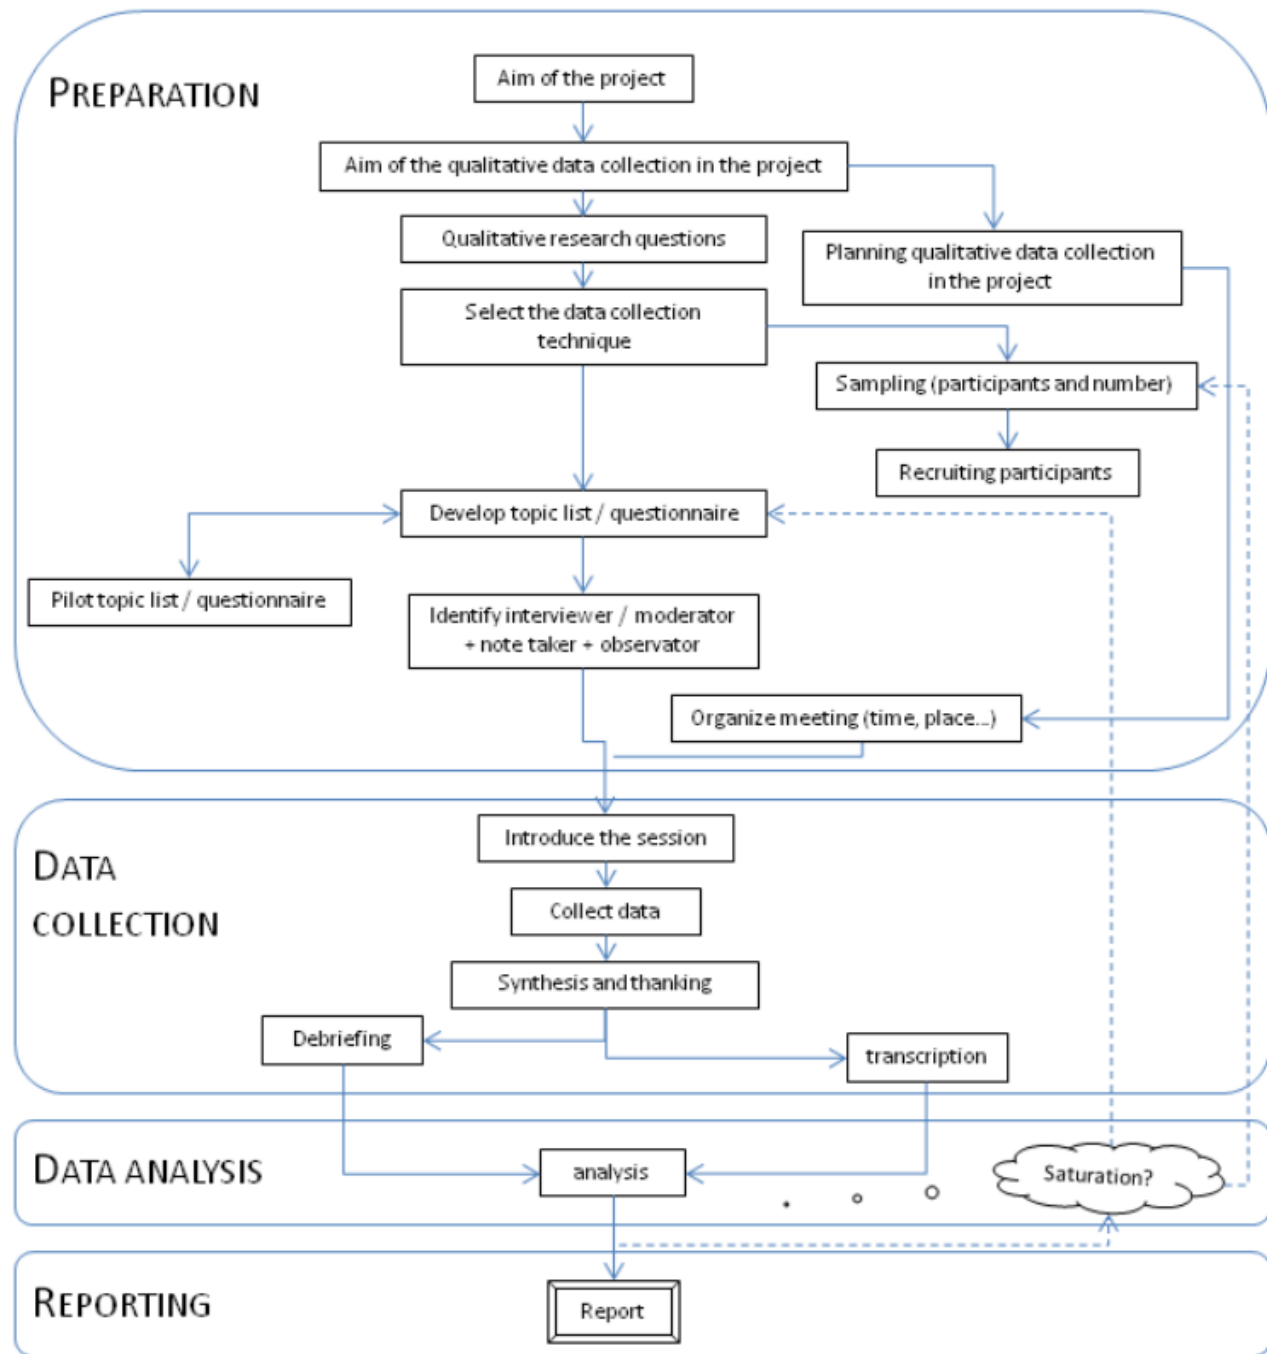 PREPARATION
Aim of the project
Aim of the qualitative data collection in the project
Qualitative research questions
Planning qualitative data collection
in the project
Select the data collection
technique
Sampling (participants and number)
Recruiting participants
Develop topic list / questionnaire
Pilot topic list / questionnaire
Identify interviewer / moderator
+ note taker + observator
Organize meeting (time, place...)
DATA
COLLECTION
Introduce the session
Collect data
Synthesis and thanking
Debriefing
transcription
DATA ANALYSIS
analysis
Saturation?
REPORTING
Report